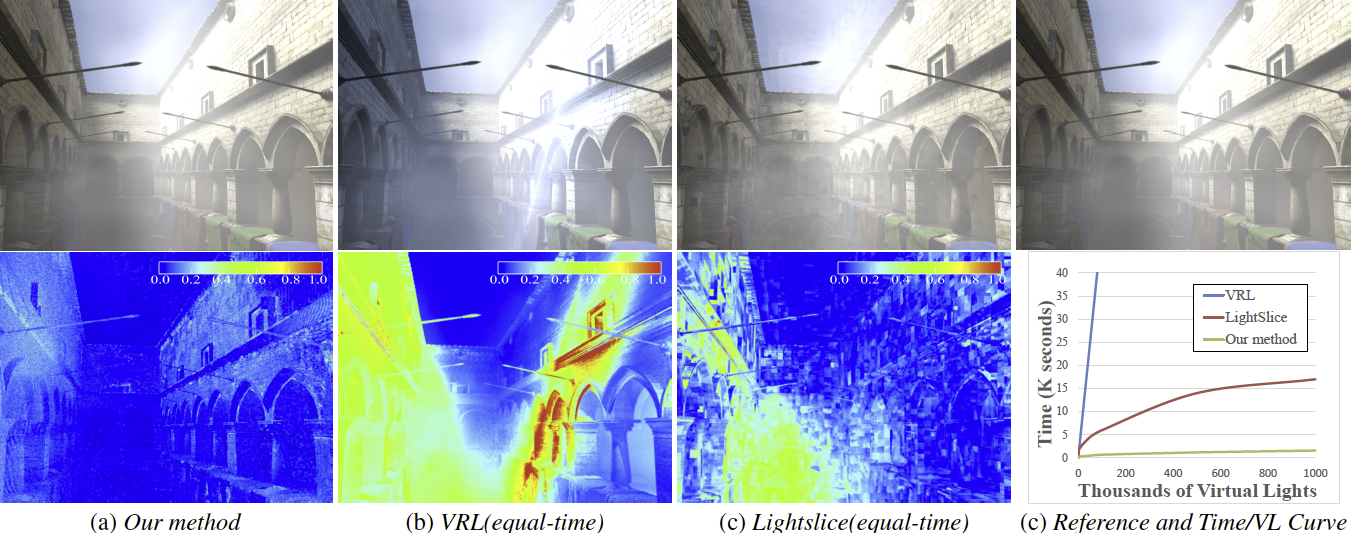 0.0 0.2 0.4 0.6 0.8 1.0
0.0 0.2 0.4 0.6 0.8 1.0
0.0 0.2 0.4 0.6 0.8 1.0
40
35
30
25
20
15
10
5
0
Time (K seconds)
VRL
LightSlice
Our method
0 200 400 600 800 1000
Thousands of Virtual Lights
(a) Our method
(b) VRL(equal-time)
(c) Lightslice(equal-time)
(c) Reference and Time/VL Curve